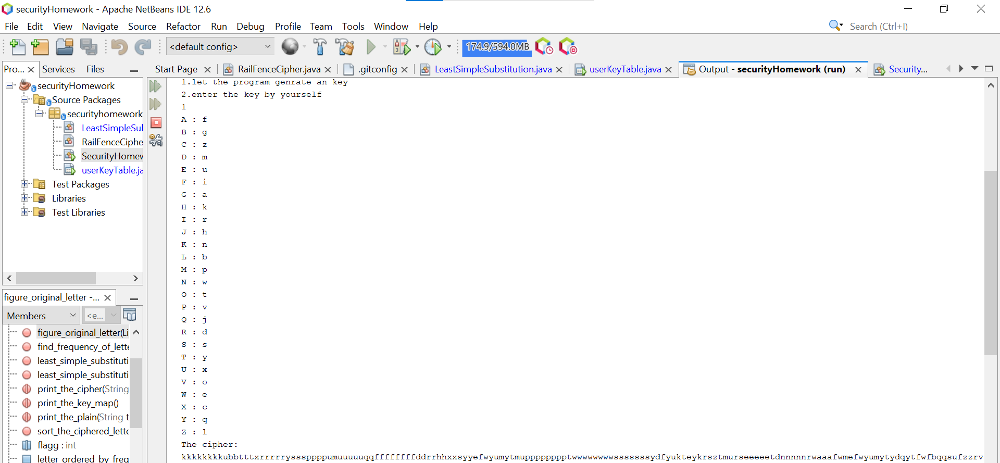 securityHomework - Apache NetBeans IDE 12.6
File Edit View Navigate Source Refactor Run Debug Profile Team Tools Window Help
Search (Ctrl+I)
<default config>
174.9/594.0MB
Pro... Services Files
Start Page RailFenceCipher.java .gitconfig LeastSimpleSubstitution.java userKeyTable.java Output - securityHomework (run) Security...
securityHomework
Source Packages
securityhomework
LeastSimpleSul
RailFenceCiphe
SecurityHomew
userKeyTable.ja
Test Packages
Libraries
Test Libraries
figure_original_letter -...
Members <e...
figure_original_letter(Li
find_frequency_of_lette
least_simple_substituti
least_simple_substituti
print_the_cipher(String
print_the_key_map()
print_the_plain(String t
sort_the_ciphered_lette
flagg : int
letter ordered by freq
1.let the program genrate an key
2.enter the key by yourself
1
A : f
B : g
C : z
D : m
E : u
F : i
G : a
H : k
I : r
J : h
K : n
L : b
M : p
N : w
O : t
P : v
Q : j
R : d
S : s
T : y
U : x
V : o
W : e
X : c
Y : q
Z : l
The cipher:
kkkkkkkkubbtttxrrrrrysssppppumuuuuuqqffffffffddrrhhxxsyyefwyumytmupppppppptwwwwwwwwsssssssydfyukteykrsztmurseeeeetdnnnnnrwaaafwmefwyumytydqytfwfbqqsufzzrv